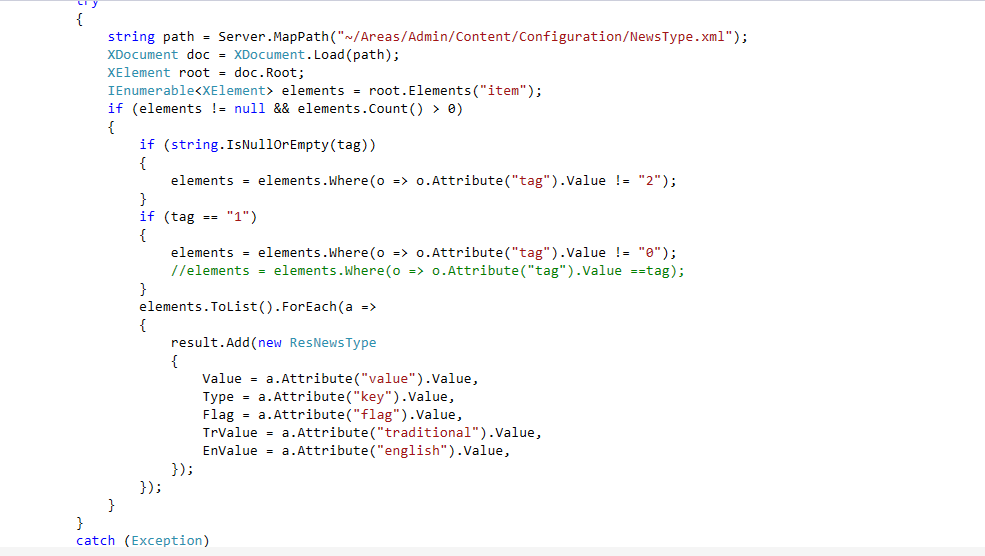 try
{
string path = Server.MapPath("~/Areas/Admin/Content/Configuration/NewsType.xml");
XDocument doc = XDocument.Load(path);
XElement root = doc.Root;
IEnumerable<XElement> elements = root.Elements("item");
if (elements != null && elements.Count() > 0)
{
if (string.IsNullOrEmpty(tag))
{
elements = elements.Where(o => o.Attribute("tag").Value != "2");
}
if (tag == "1")
{
elements = elements.Where(o => o.Attribute("tag").Value != "0");
//elements = elements.Where(o => o.Attribute("tag").Value ==tag);
}
elements.ToList().ForEach(a =>
{
result.Add(new ResNewsType
{
Value = a.Attribute("value").Value,
Type = a.Attribute("key").Value,
Flag = a.Attribute("flag").Value,
TrValue = a.Attribute("traditional").Value,
EnValue = a.Attribute("english").Value,
});
});
}
}
catch (Exception)